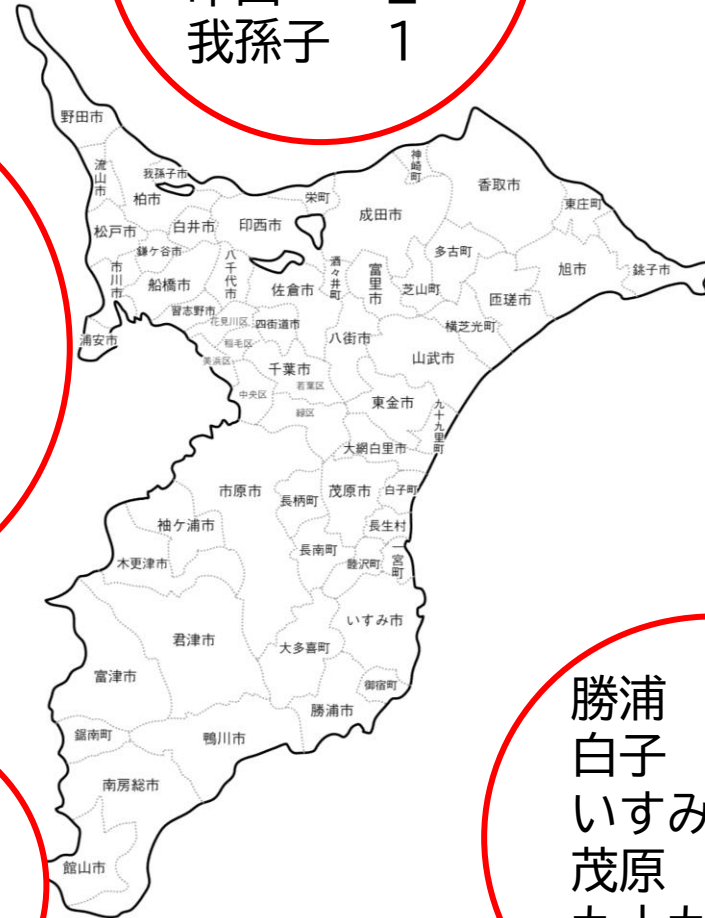 我孫子 1
野田市
流山市
我孫子市
柏市
神崎町
香取市
栄町
成田市
東庄町
松戸市
白井市
印西市
鎌ケ谷市
多古町
市川市
船橋市
八千代市
佐倉市
酒々井町
富里市
芝山町
旭市
銚子市
匝瑳市
習志野市
花見川区
四街道市
横芝光町
浦安市
稲毛区
八街市
美浜区
千葉市
山武市
中央区
若葉区
緑区
東金市
九十九里町
大網白里市
市原市
長柄町
茂原市
白子町
袖ケ浦市
長生村
木更津市
長南町
睦沢町
一宮町
いすみ市
君津市
大多喜町
富津市
御宿町
勝浦市
鋸南町
鴨川市
南房総市
館山市
勝浦
白子
いすみ
茂原